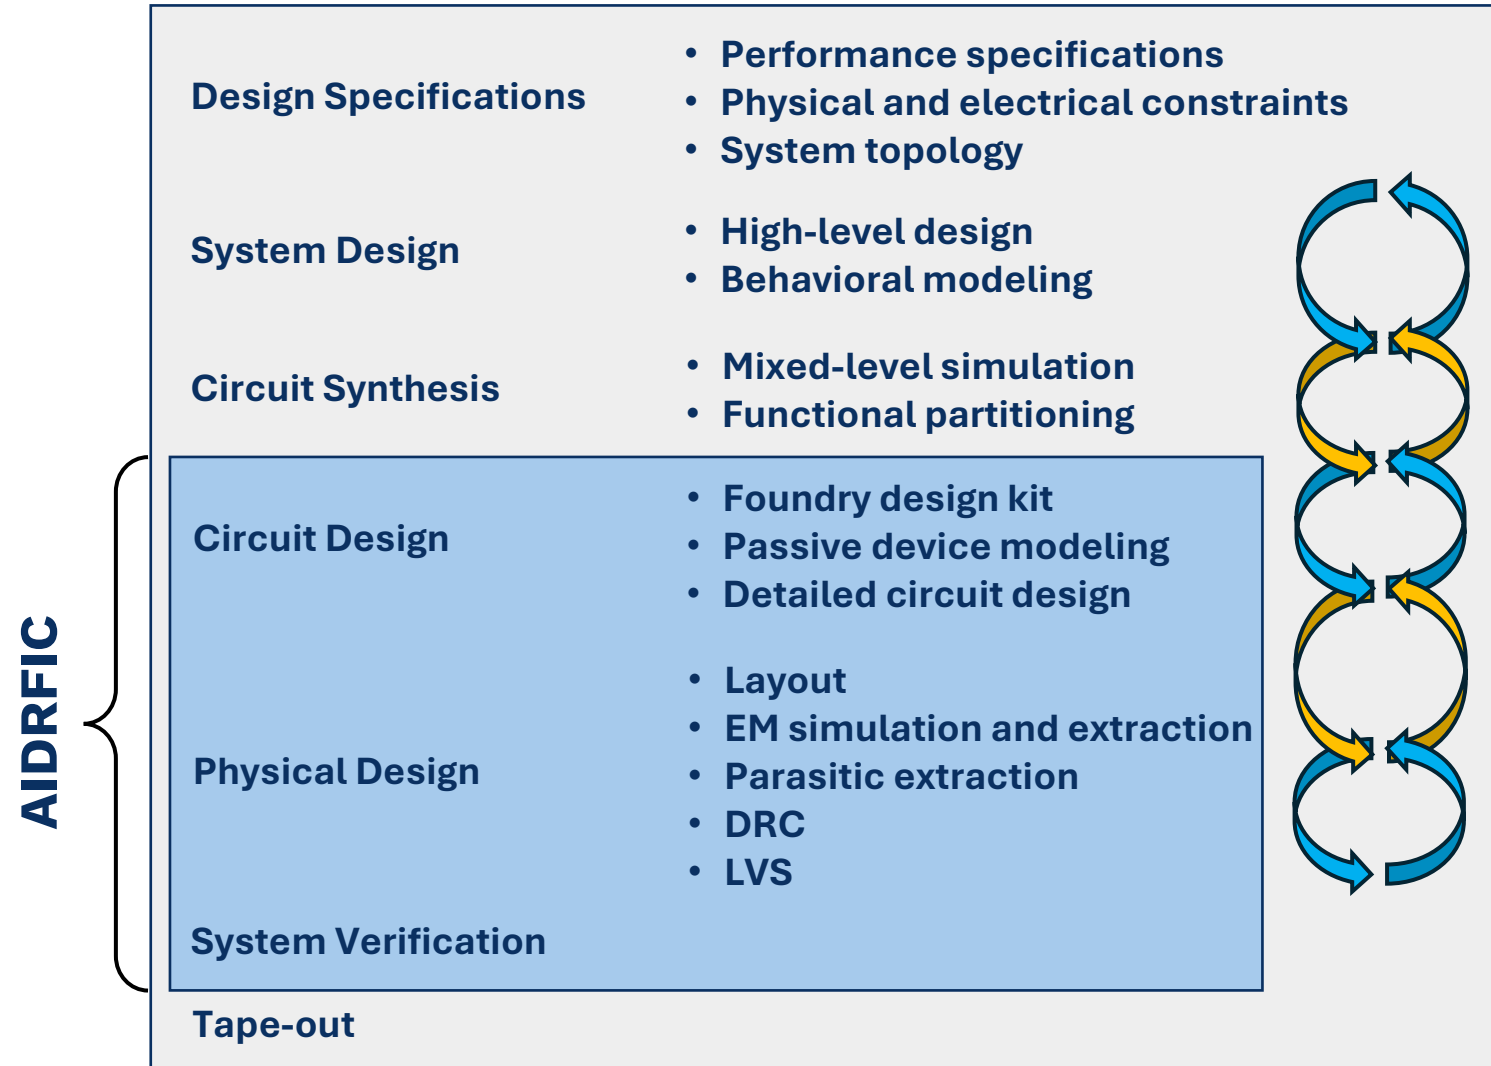 Design Specifications
• Performance specifications
• Physical and electrical constraints
• System topology
System Design
• High-level design
• Behavioral modeling
Circuit Synthesis
• Mixed-level simulation
• Functional partitioning
AIDRFIC
Circuit Design
• Foundry design kit
• Passive device modeling
• Detailed circuit design
Physical Design
• Layout
• EM simulation and extraction
• Parasitic extraction
• DRC
• LVS
System Verification
Tape-out